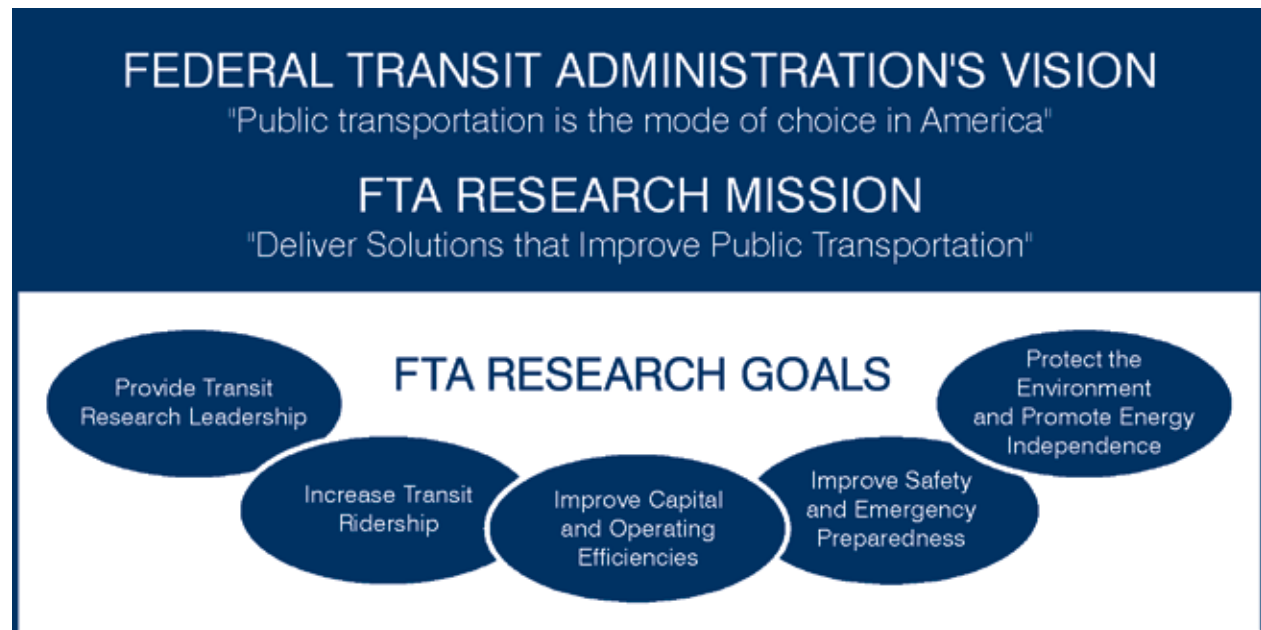 FEDERAL TRANSIT ADMINISTRATION'S VISION
"Public transportation is the mode of choice in America"
FTA RESEARCH MISSION
"Deliver Solutions that Improve Public Transportation"
FTA RESEARCH GOALS
Provide Transit
Research Leadership
Increase Transit
Ridership
Improve Capital
and Operating
Efficiencies
Improve Safety
and Emergency
Preparedness
Protect the
Environment
and Promote Energy
Independence